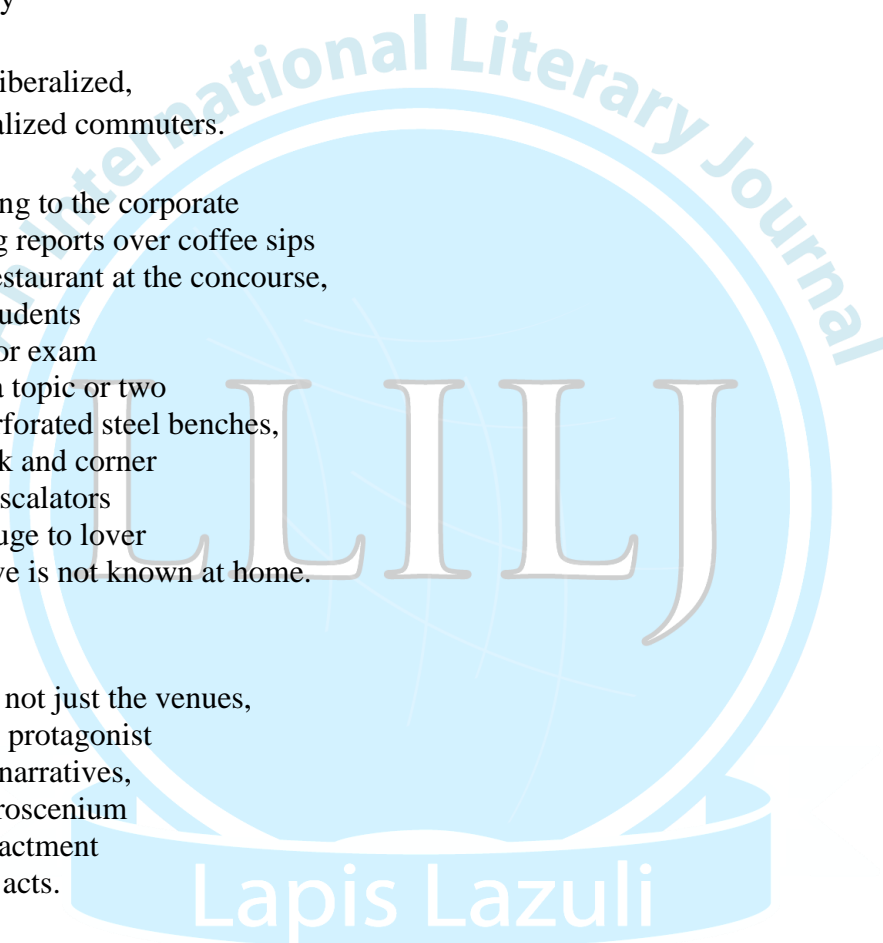 iberalized,
alized commuters.
ng to the corporate
g reports over coffee sips
estaurant at the concourse,
udents
or exam
a topic or two
rforated steel benches,
k and corner
scalators
uge to lover
ve is not known at home.
not just the venues,
protagonist
narratives,
roscenium
actment
acts.
International Literary Journal
LLILJ
Lapis Lazuli